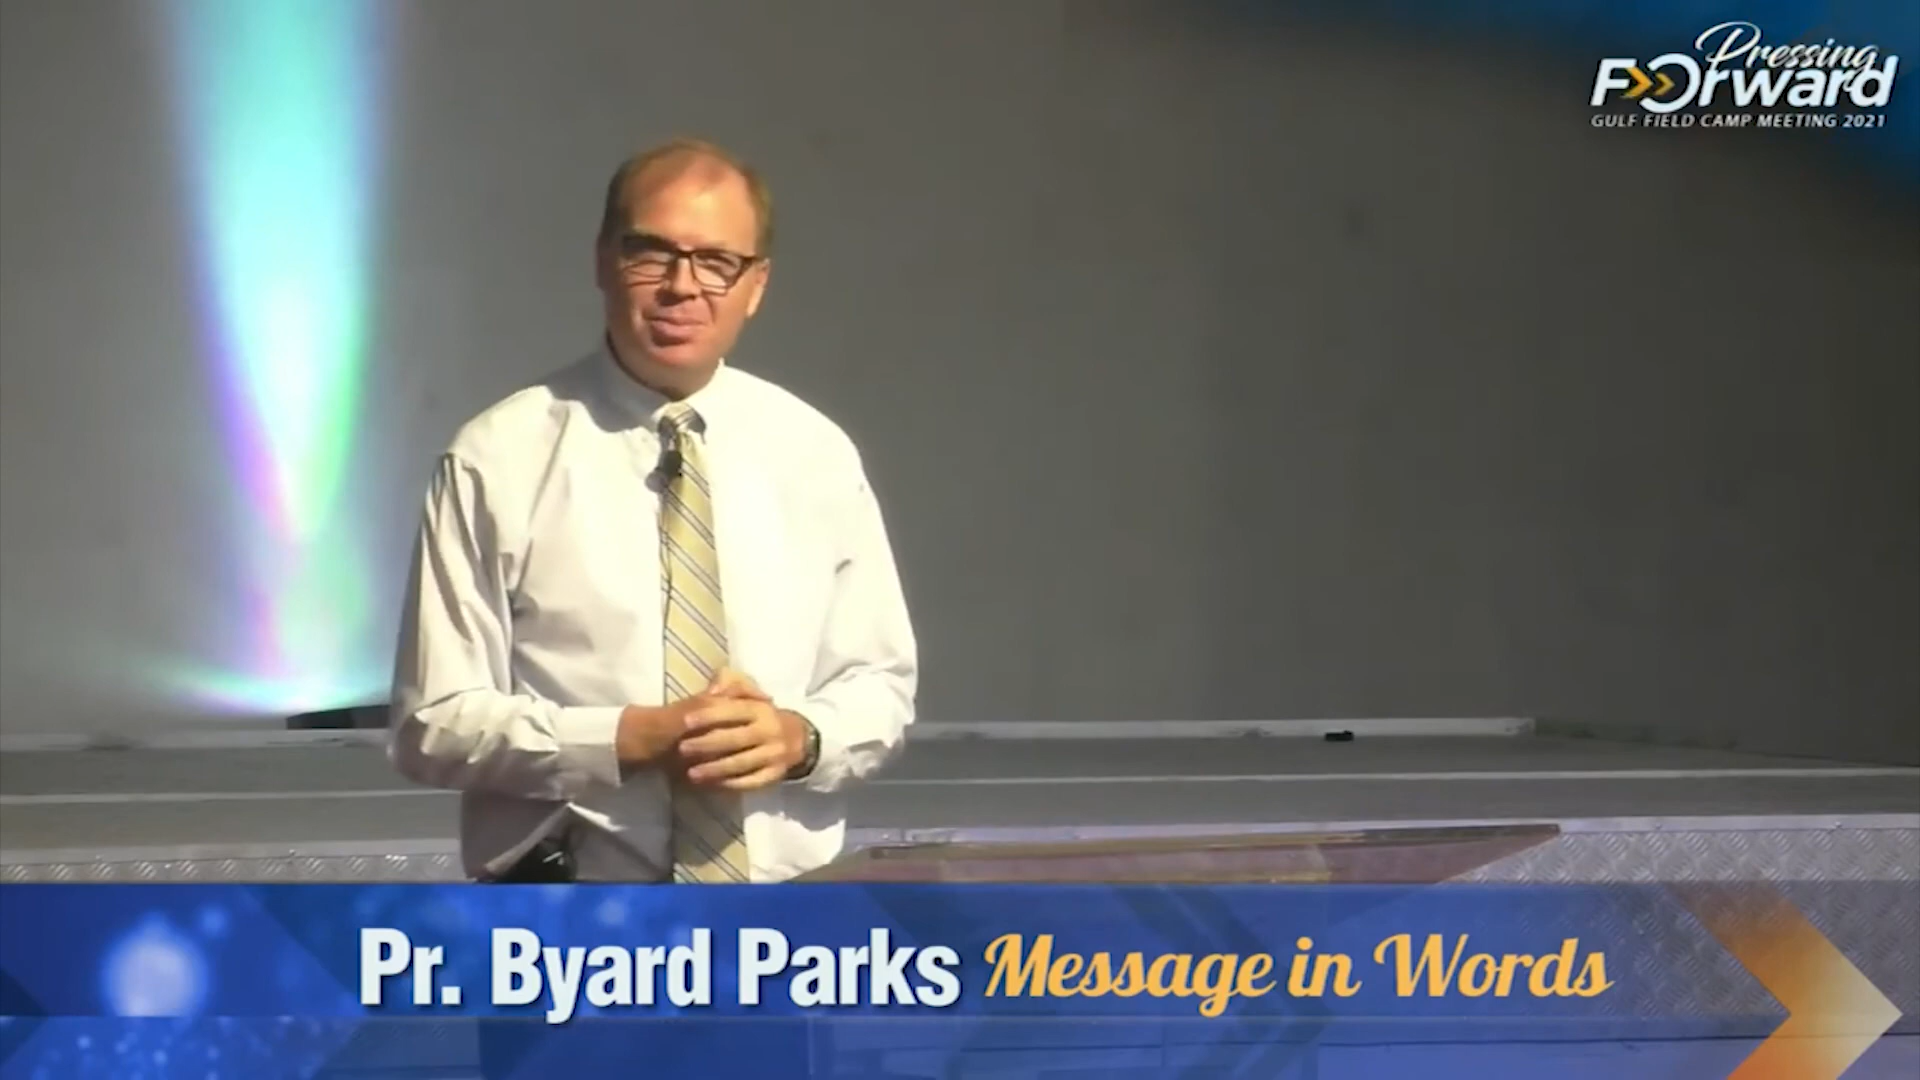 Pressing
Forward
GULF FIELD CAMP MEETING 2021
Pr. Byard Parks Message in Words